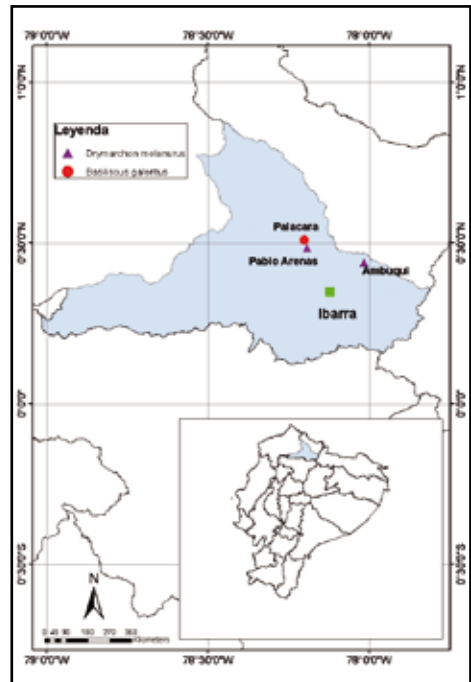 79°0'0"W 78°30'0"W 78°0'0"W
1°0'0"N 1°0'0"N
Leyenda
Drymarchon melanurus
Basiliscus galeritus
0°30'0"N 0°30'0"N
Palacara
Pablo Arenas
Ambuqui
Ibarra
0°0'0" 0°0'0"
0°30'0"S 0°30'0"S
N
79°0'0"W 78°30'0"W 78°0'0"W